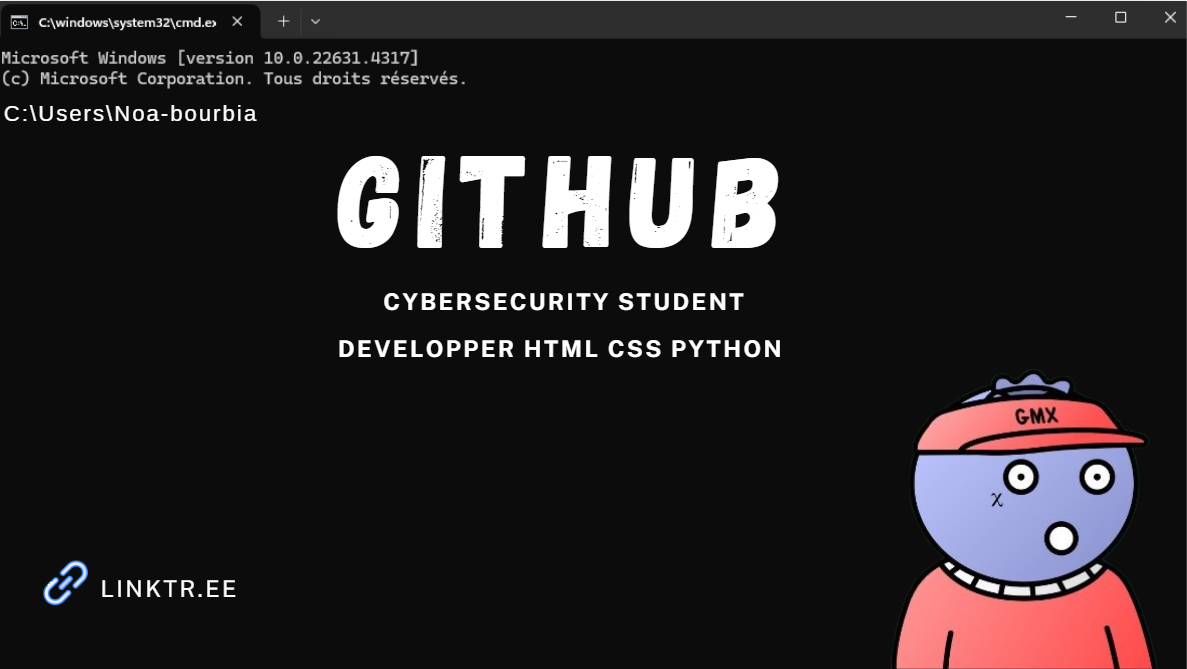 C:\windows\system32\cmd.ex
Microsoft Windows [version 10.0.22631.4317]
(c) Microsoft Corporation. Tous droits réservés.
C:\Users\Noa-bourbia
GITHUB
CYBERSECURITY STUDENT
DEVELOPPER HTML CSS PYTHON
GMX
χ
LINKTR.EE